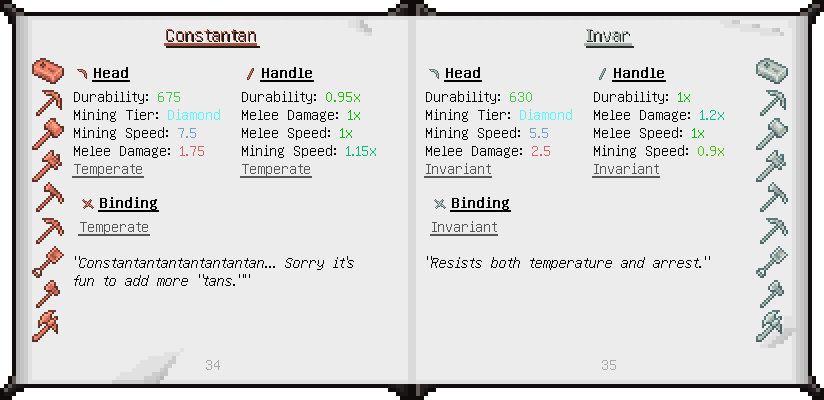 Constantan
Head
Handle
Durability: 675
Durability: 0.95x
Mining Tier: Diamond
Melee Damage: 1x
Mining Speed: 7.5
Melee Speed: 1x
Melee Damage: 1.75
Mining Speed: 1.15x
Temperate
Temperate
Binding
Temperate
"Constantantantantantantan... Sorry it's
fun to add more "tans.""
34
Invar
Head
Handle
Durability: 630
Durability: 1x
Mining Tier: Diamond
Melee Damage: 1.2x
Mining Speed: 5.5
Melee Speed: 1x
Melee Damage: 2.5
Mining Speed: 0.9x
Invariant
Invariant
Binding
Invariant
"Resists both temperature and arrest."
35